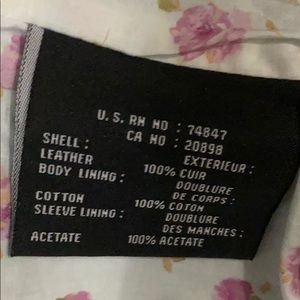 U.S. RN NO : 74847
CA NO : 20898
SHELL : EXTERIEUR :
LEATHER 100% CUIR
BODY LINING : DOUBLURE
DE CORPS :
COTTON 100% COTON
SLEEVE LINING : DOUBLURE
DES MANCHES :
ACETATE 100% ACETATE